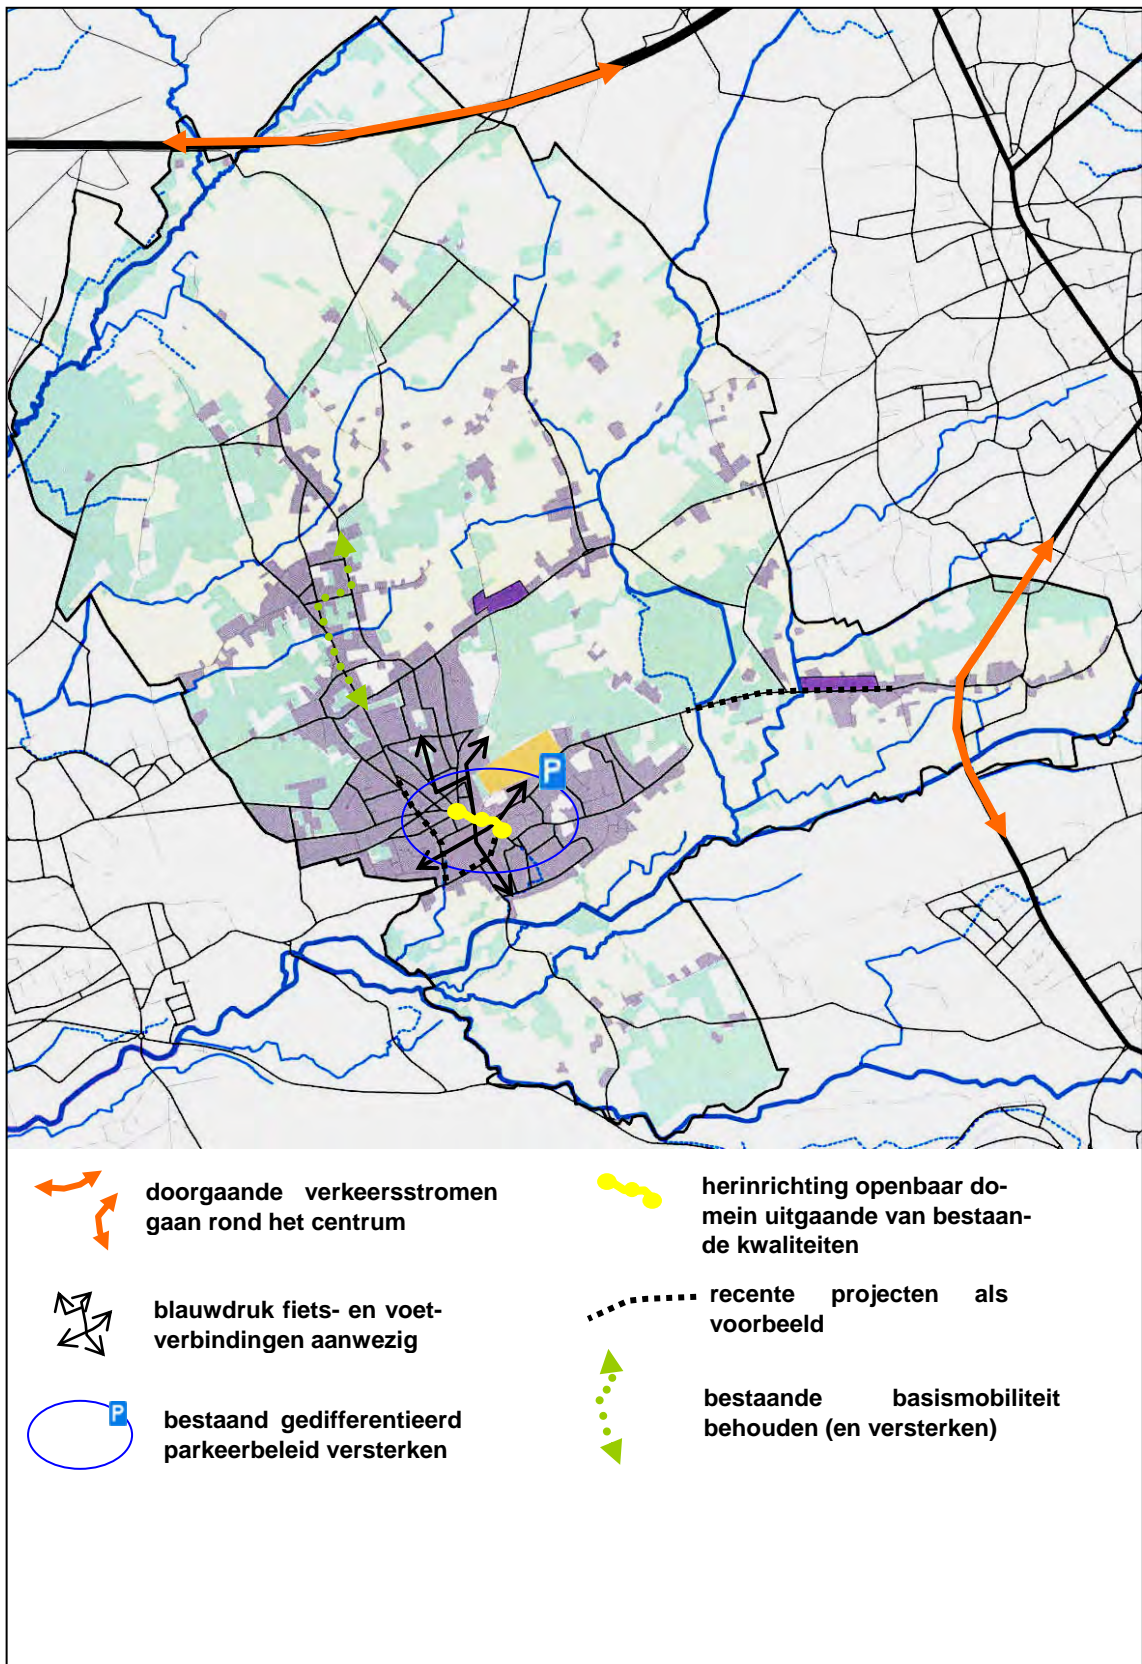 P
doorgaande verkeersstromen
gaan rond het centrum
herinrichting openbaar do-
mein uitgaande van bestaan-
de kwaliteiten
blauwdruk fiets- en voet-
verbindingen aanwezig
recente projecten als
voorbeeld
P
bestaand gedifferentieerd
parkeerbeleid versterken
bestaande basismobiliteit
behouden (en versterken)